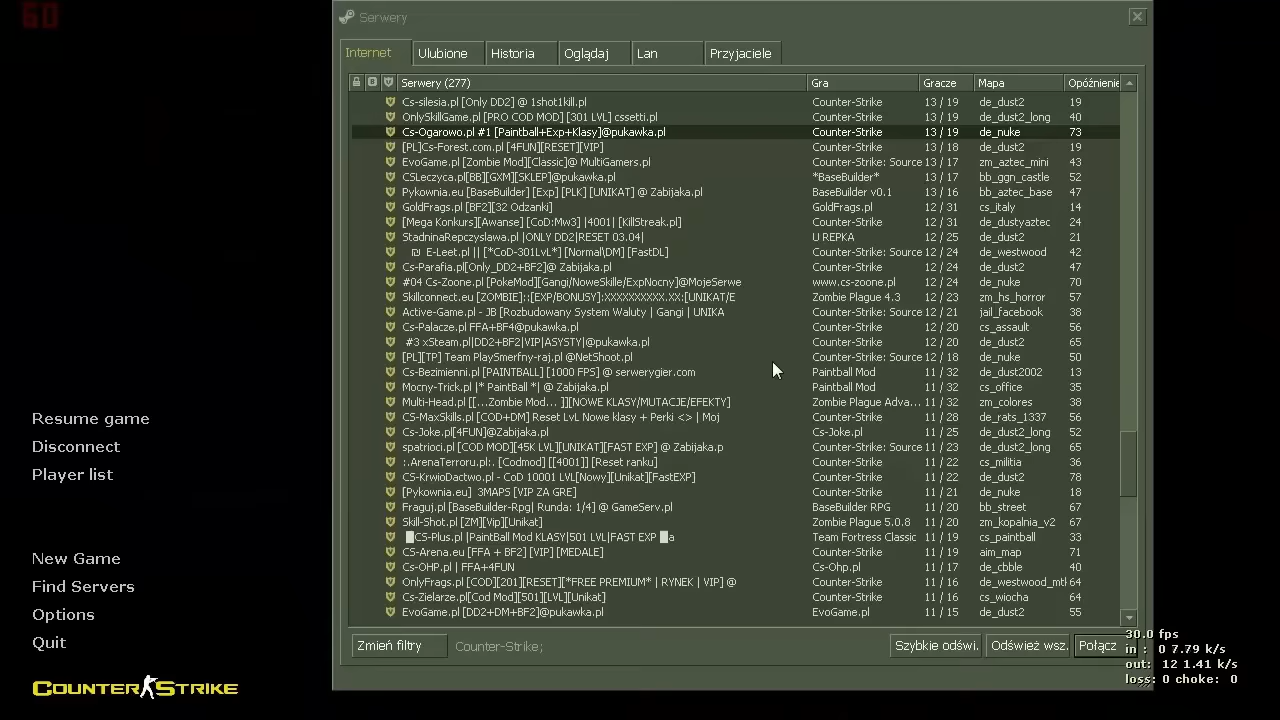 60
Serwery
Internet Ulubione Historia Oglądaj Lan Przyjaciele
Serwery (277) Gra Gracze Mapa Opóźnienie
Cs-silesia.pl [Only DD2] @ 1shot1kill.pl Counter-Strike 13 / 19 de_dust2 19
OnlySkillGame.pl [PRO COD MOD] [301 LVL] cssetti.pl Counter-Strike 13 / 19 de_dust2_long 40
Cs-Ogarowo.pl #1 [Paintball+Exp+Klasy]@pukawka.pl Counter-Strike 13 / 19 de_nuke 73
[PL]Cs-Forest.com.pl [4FUN][RESET][VIP] Counter-Strike 13 / 18 de_dust2 19
EvoGame.pl [Zombie Mod][Classic]@ MultiGamers.pl Counter-Strike: Source 13 / 17 zm_aztec_mini 43
CSLeczyca.pl[BB][GXM][SKLEP]@pukawka.pl *BaseBuilder* 13 / 17 bb_ggn_castle 52
Pykownia.eu [BaseBuilder] [Exp] [PLK] [UNIKAT] @ Zabijaka.pl BaseBuilder v0.1 13 / 16 bb_aztec_base 47
GoldFrags.pl [BF2][32 Odzanki] GoldFrags.pl 12 / 31 cs_italy 14
[Mega Konkurs][Awanse] [CoD:Mw3] |4001| [KillStreak.pl] Counter-Strike 12 / 31 de_dustyaztec 24
StadninaRepczyslawa.pl |ONLY DD2|RESET 03.04| U REPKA 12 / 25 de_dust2 21
₪ E-Leet.pl || [*CoD-301LvL*] [Normal\DM] [FastDL] Counter-Strike: Source 12 / 24 de_westwood 42
Cs-Parafia.pl[Only_DD2+BF2]@ Zabijaka.pl Counter-Strike 12 / 24 de_dust2 47
#04 Cs-Zoone.pl [PokeMod][Gangi/NoweSkille/ExpNocny]@MojeSerwe www.cs-zoone.pl 12 / 24 de_nuke 70
Skillconnect.eu [ZOMBIE]::[EXP/BONUSY]:XXXXXXXXXX.XX:[UNIKAT/E Zombie Plague 4.3 12 / 23 zm_hs_horror 57
Active-Game.pl - JB [Rozbudowany System Waluty | Gangi | UNIKA Counter-Strike: Source 12 / 21 jail_facebook 38
Cs-Palacze.pl FFA+BF4@pukawka.pl Counter-Strike 12 / 20 cs_assault 56
#3 xSteam.pl|DD2+BF2|VIP|ASYSTY|@pukawka.pl Counter-Strike 12 / 20 de_dust2 65
[PL][TP] Team PlaySmerfny-raj.pl @NetShoot.pl Counter-Strike: Source 12 / 18 de_nuke 50
Cs-Bezimienni.pl [PAINTBALL] [1000 FPS] @ serwerygier.com Paintball Mod 11 / 32 de_dust2002 13
Mocny-Trick.pl |* PaintBall *| @ Zabijaka.pl Paintball Mod 11 / 32 cs_office 35
Multi-Head.pl [[...Zombie Mod... ]][NOWE KLASY/MUTACJE/EFEKTY] Zombie Plague Adva... 11 / 32 zm_colores 38
CS-MaxSkills.pl [COD+DM] Reset LvL Nowe klasy + Perki <> | Moj Counter-Strike 11 / 28 de_rats_1337 56
Cs-Joke.pl[4FUN]@Zabijaka.pl Cs-Joke.pl 11 / 25 de_dust2_long 52
spatrioci.pl [COD MOD][45K LVL][UNIKAT][FAST EXP] @ Zabijaka.p Counter-Strike: Source 11 / 23 de_dust2_long 65
:.ArenaTerroru.pl:. [Codmod] [[4001]] [Reset ranku] Counter-Strike 11 / 22 cs_militia 36
CS-KrwioDactwo.pl - CoD 10001 LVL[Nowy][Unikat][FastEXP] Counter-Strike 11 / 22 de_dust2 78
[Pykownia.eu] 3MAPS [VIP ZA GRE] Counter-Strike 11 / 21 de_nuke 18
Fraguj.pl [BaseBuilder-Rpg| Runda: 1/4] @ GameServ.pl BaseBuilder RPG 11 / 20 bb_street 67
Skill-Shot.pl [ZM][Vip][Unikat] Zombie Plague 5.0.8 11 / 20 zm_kopalnia_v2 67
CS-Plus.pl |PaintBall Mod KLASY|501 LVL|FAST EXP a Team Fortress Classic 11 / 19 cs_paintball 33
CS-Arena.eu [FFA + BF2] [VIP] [MEDALE] Counter-Strike 11 / 19 aim_map 71
Cs-OHP.pl | FFA+4FUN Cs-Ohp.pl 11 / 17 de_cbble 40
OnlyFrags.pl [COD][201][RESET][*FREE PREMIUM* | RYNEK | VIP] @ Counter-Strike 11 / 16 de_westwood_mtl 64
Cs-Zielarze.pl[Cod Mod][501][LVL][Unikat] Counter-Strike 11 / 16 cs_wiocha 64
EvoGame.pl [DD2+DM+BF2]@pukawka.pl EvoGame.pl 11 / 15 de_dust2 55
Zmień filtry Counter-Strike; Szybkie odświ. Odśwież wsz. Połącz
Resume game
Disconnect
Player list
New Game
Find Servers
Options
Quit
COUNTER STRIKE
30.0 fps
in : 0 7.79 k/s
out: 12 1.41 k/s
loss: 0 choke: 0